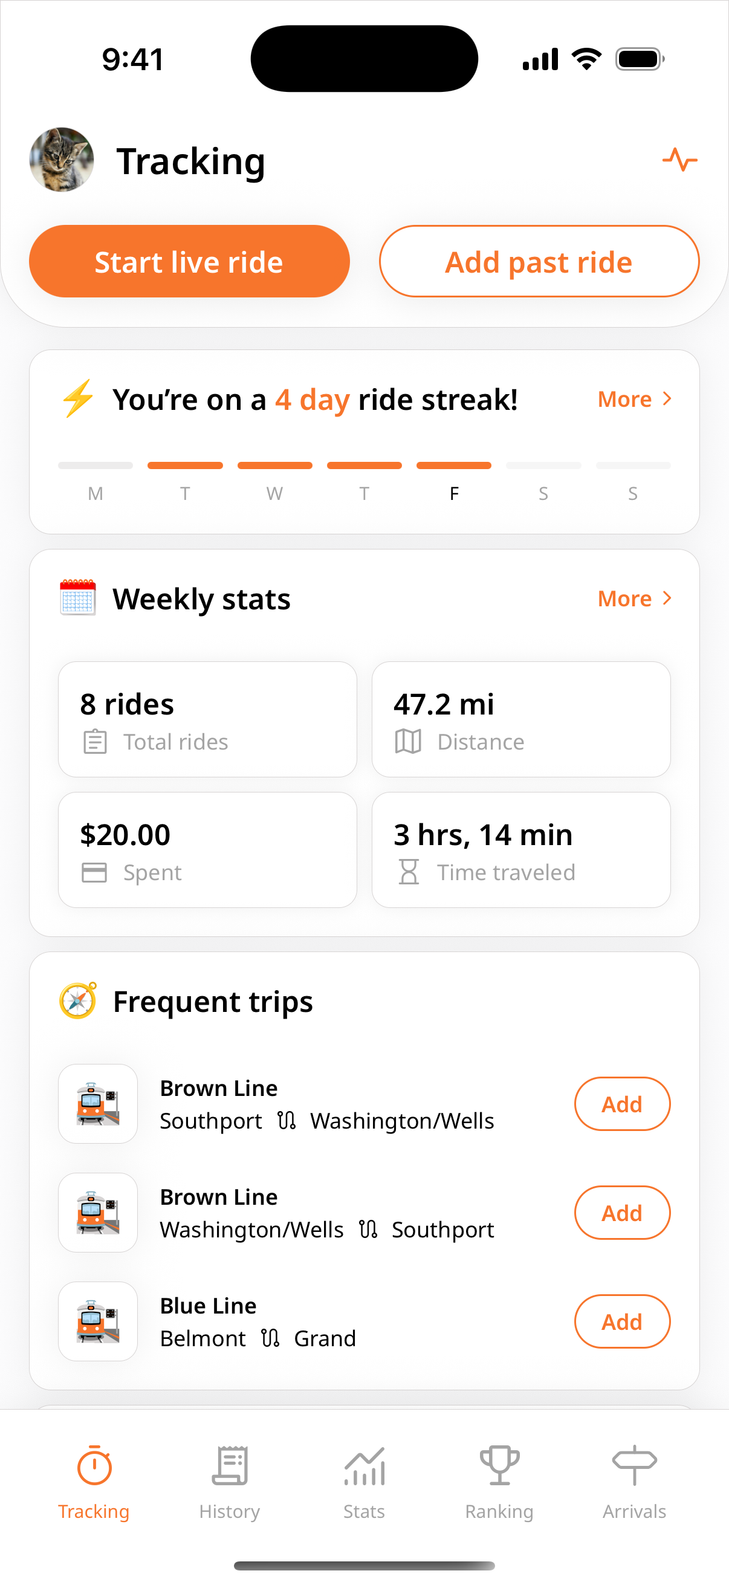 9:41
Tracking
Start live ride
Add past ride
You’re on a 4 day ride streak!
More
M T W T F S S
Weekly stats
More
8 rides
Total rides
47.2 mi
Distance
$20.00
Spent
3 hrs, 14 min
Time traveled
Frequent trips
Brown Line
Southport Washington/Wells
Add
Brown Line
Washington/Wells Southport
Add
Blue Line
Belmont Grand
Add
Tracking History Stats Ranking Arrivals